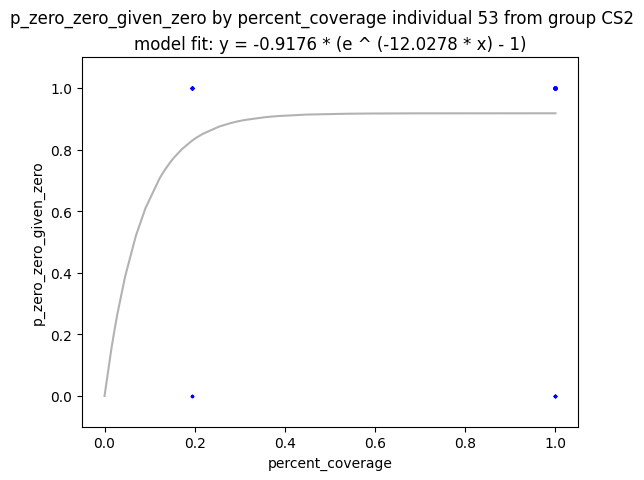 p_zero_zero_given_zero by percent_coverage individual 53 from group CS2
model fit: y = -0.9176 * (e ^ (-12.0278 * x) - 1)
1.0
0.8
0.6
0.4
0.2
0.0
p_zero_zero_given_zero
0.0 0.2 0.4 0.6 0.8 1.0
percent_coverage